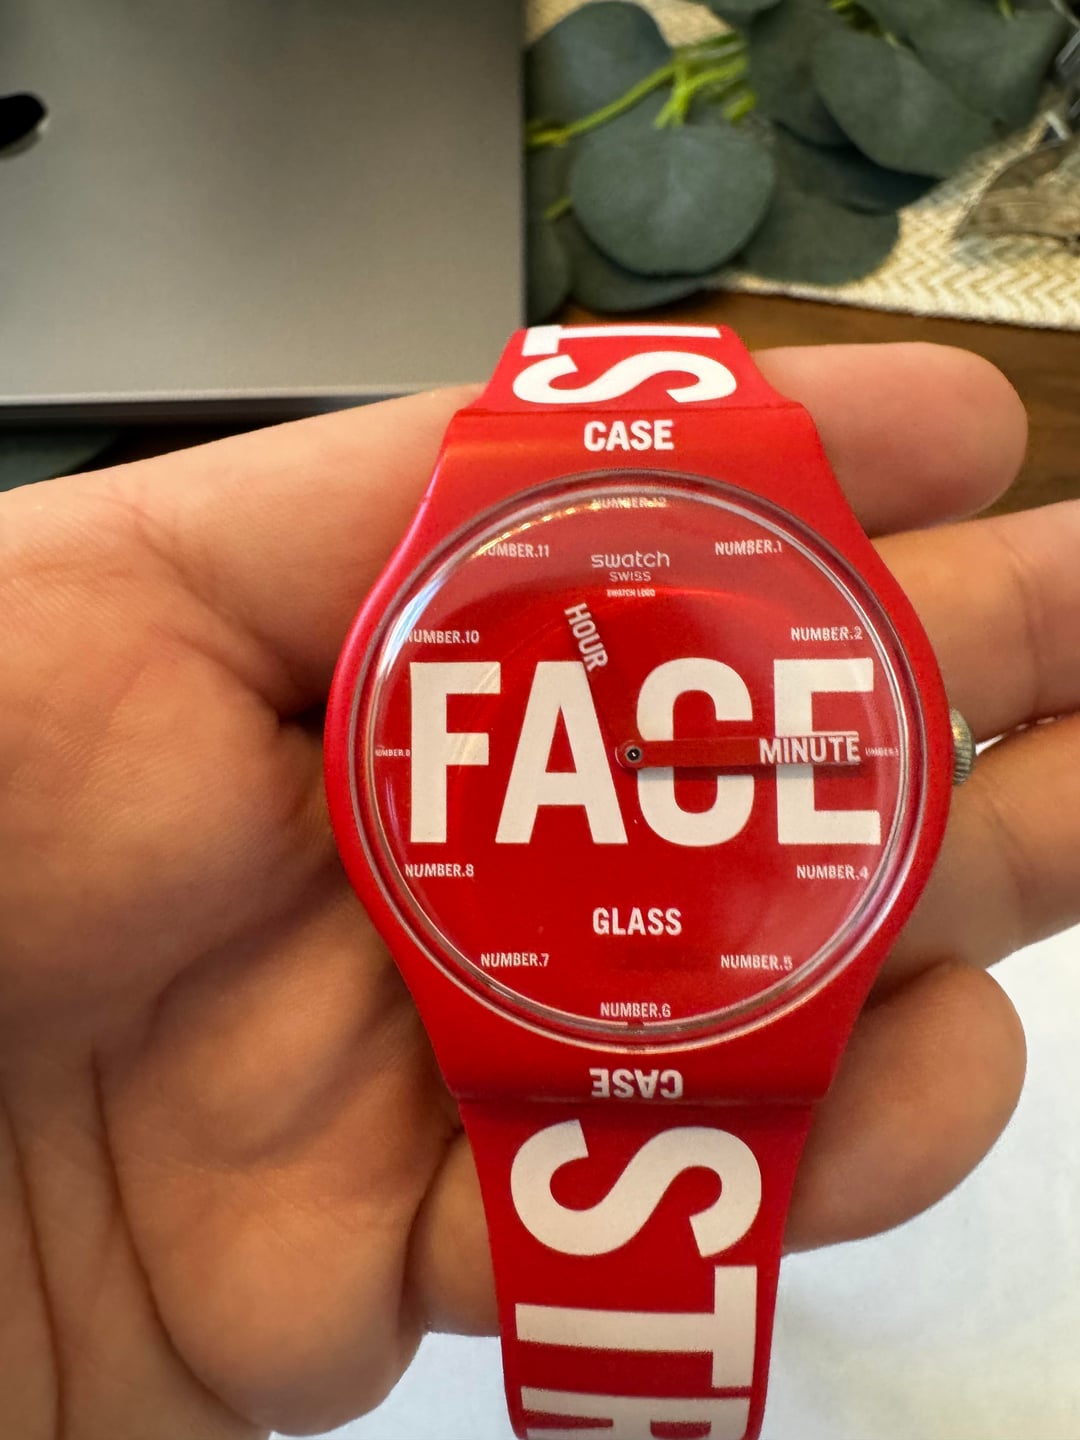 ST
CASE
NUMBER.12
NUMBER.11
swatch
NUMBER.1
SWISS
SWATCH LOGO
HOUR
NUMBER.10
NUMBER.2
FACE
MINUTE
NUMBER.8
NUMBER.4
GLASS
NUMBER.7
NUMBER.5
NUMBER.6
CASE
STR